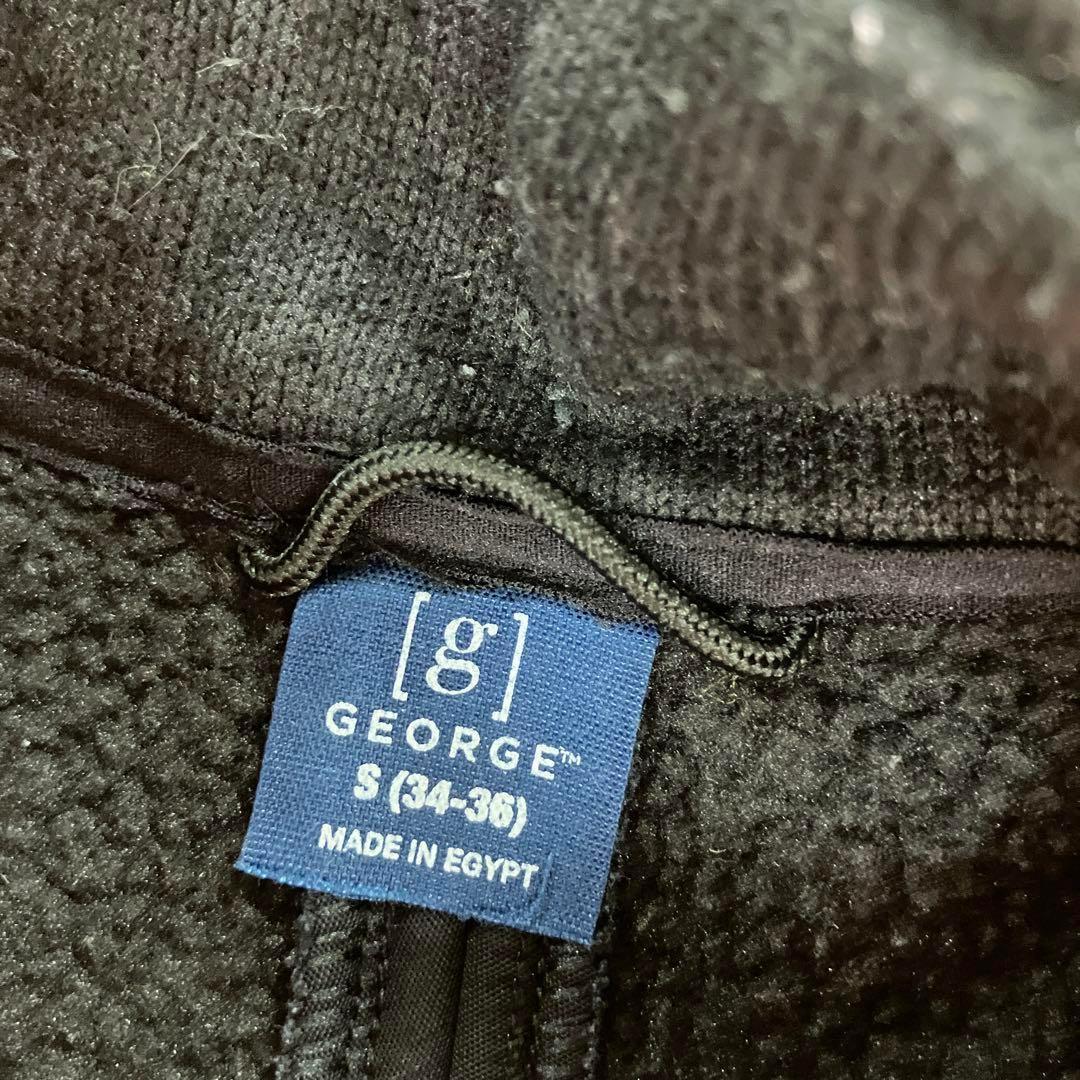 [g]
GEORGE™
S (34-36)
MADE IN EGYPT